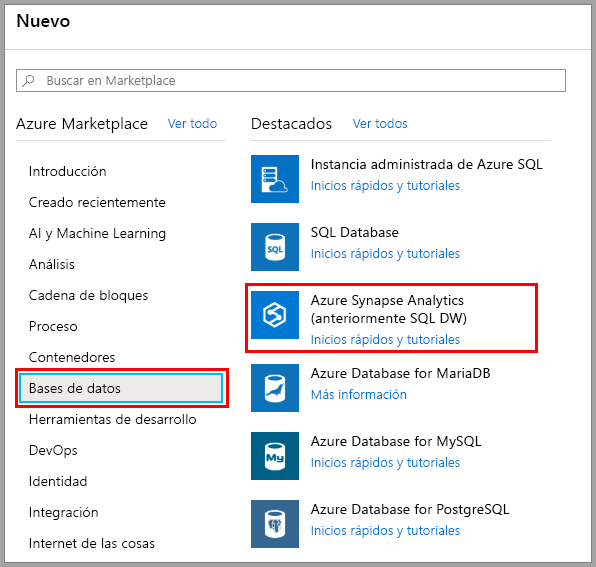 Nuevo
Buscar en Marketplace
Azure Marketplace Ver todo
Introducción
Creado recientemente
AI y Machine Learning
Análisis
Cadena de bloques
Proceso
Contenedores
Bases de datos
Herramientas de desarrollo
DevOps
Identidad
Integración
Internet de las cosas
Destacados Ver todos
Instancia administrada de Azure SQL
Inicios rápidos y tutoriales
SQL
SQL Database
Inicios rápidos y tutoriales
Azure Synapse Analytics
(anteriormente SQL DW)
Inicios rápidos y tutoriales
Azure Database for MariaDB
Más información
My
Azure Database for MySQL
Inicios rápidos y tutoriales
Azure Database for PostgreSQL
Inicios rápidos y tutoriales